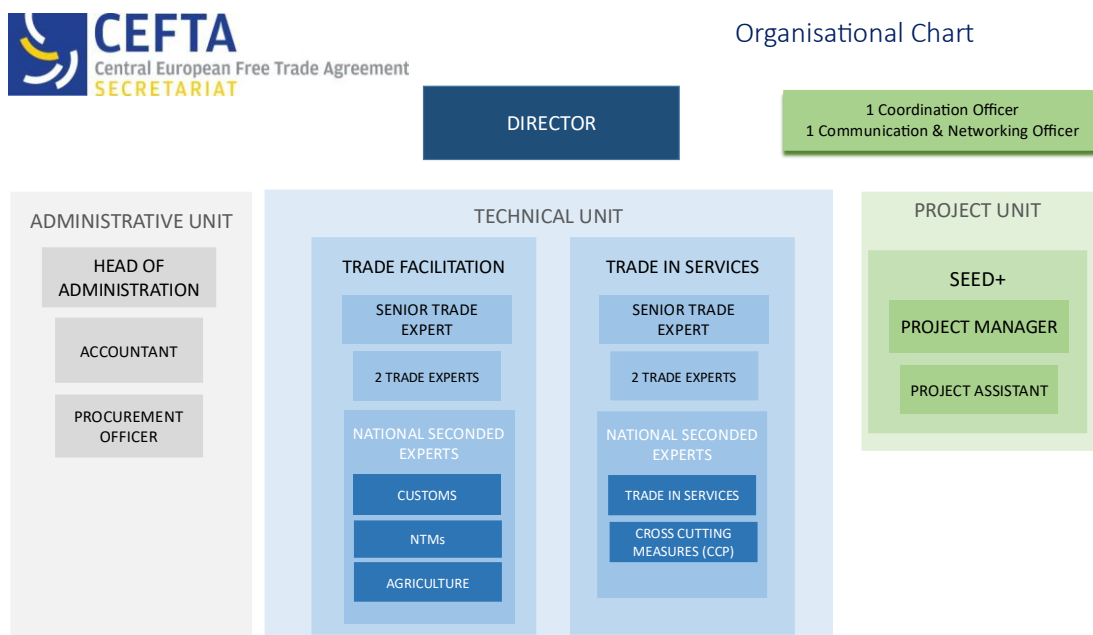 CEFTA
Central European Free Trade Agreement
SECRETARIAT
Organisational Chart
DIRECTOR
1 Coordination Officer
1 Communication & Networking Officer
ADMINISTRATIVE UNIT
HEAD OF
ADMINISTRATION
ACCOUNTANT
PROCUREMENT
OFFICER
TECHNICAL UNIT
TRADE FACILITATION
SENIOR TRADE
EXPERT
2 TRADE EXPERTS
NATIONAL SECONDED
EXPERTS
CUSTOMS
NTMs
AGRICULTURE
TRADE IN SERVICES
SENIOR TRADE
EXPERT
2 TRADE EXPERTS
NATIONAL SECONDED
EXPERTS
TRADE IN SERVICES
CROSS CUTTING
MEASURES (CCP)
PROJECT UNIT
SEED+
PROJECT MANAGER
PROJECT ASSISTANT